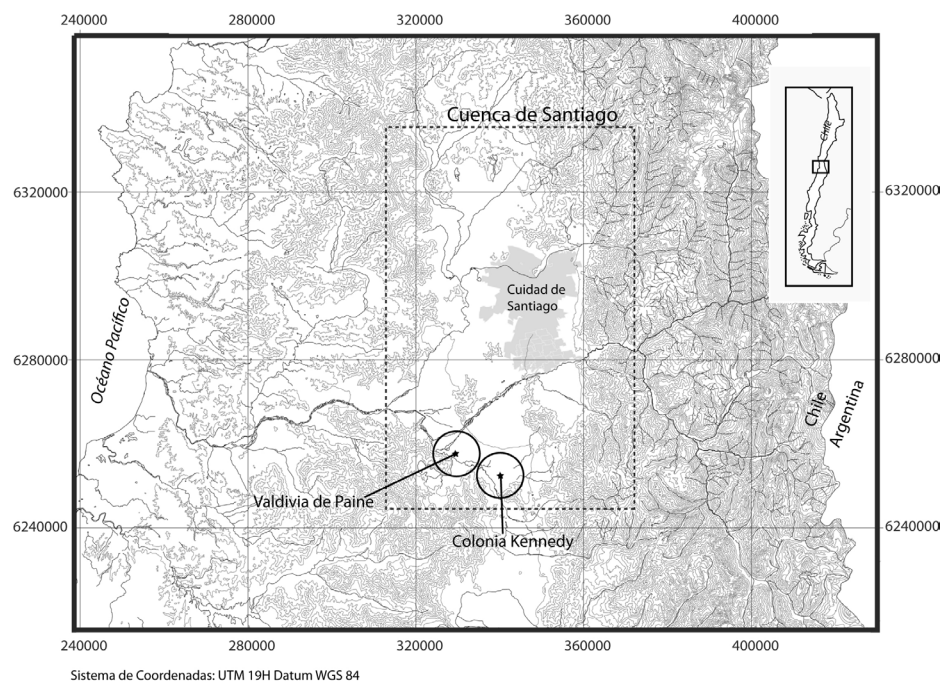 240000 280000 320000 360000 400000
Cuenca de Santiago
Chile
6320000 6320000
Cuidad de
Santiago
Océano Pacífico
6280000 6280000
Chile
Argentina
Valdivia de Paine
6240000 6240000
Colonia Kennedy
240000 280000 320000 360000 400000
Sistema de Coordenadas: UTM 19H Datum WGS 84